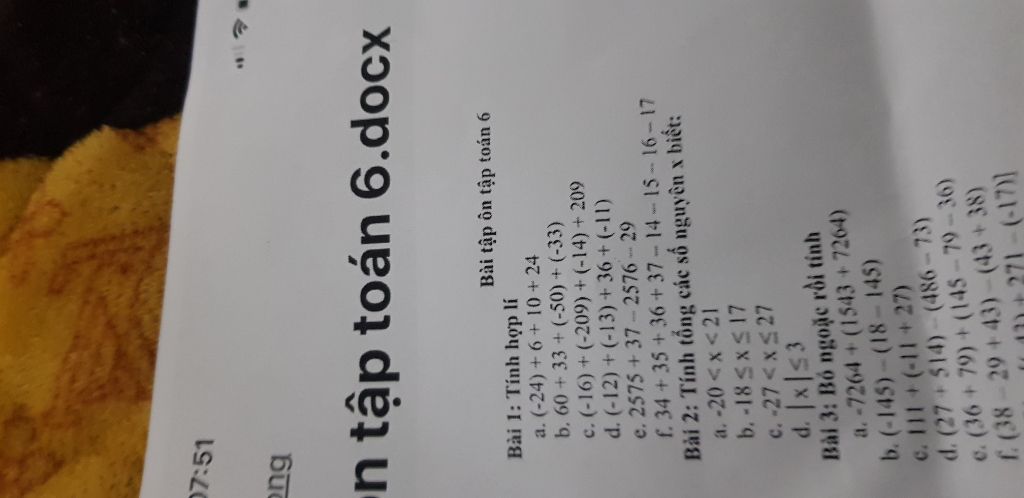 07:51
ong
ôn tập toán 6.docx
Bài tập ôn tập toán 6
Bài 1: Tính hợp lí
a. (-24) + 6 + 10 + 24
b. 60 + 33 + (-50) + (-33)
c. (-16) + (-209) + (-14) + 209
d. (-12) + (-13) + 36 + (-11)
e. 2575 + 37 – 2576 – 29
f. 34 + 35 + 36 + 37 – 14 – 15 – 16 – 17
Bài 2: Tính tổng các số nguyên x biết:
a. -20 < x < 21
b. -18 ≤ x ≤ 17
c. -27 < x ≤ 27
d. | x | ≤ 3
Bài 3: Bỏ ngoặc rồi tính
a. -7264 + (1543 + 7264)
b. (-145) – (18 – 145)
c. 111 + (-11 + 27)
d. (27 + 514) – (486 – 73)
e. (36 + 79) + (145 – 79 – 36)
f. (38 – 29 + 43) – (43 + 38)
271 – (-17)]